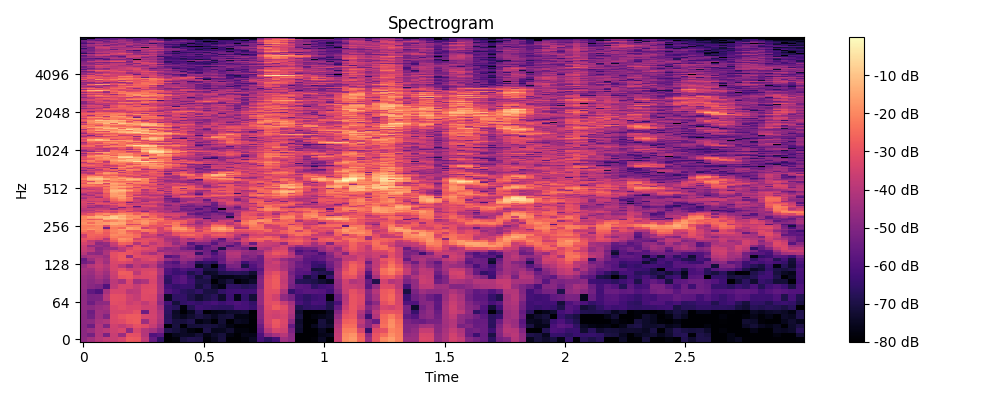 Spectrogram
4096
2048
1024
512
256
128
64
0
Hz
0
0.5
1
1.5
2
2.5
Time
-10 dB
-20 dB
-30 dB
-40 dB
-50 dB
-60 dB
-70 dB
-80 dB